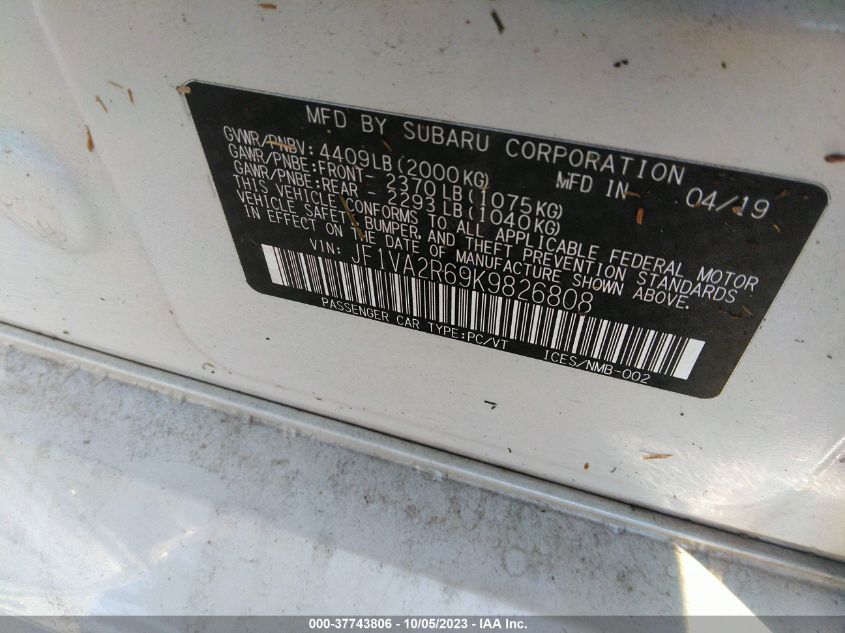 MFD BY SUBARU CORPORATION
MFD IN 04/19
GVWR/PNBV: 4409LB(2000KG)
GAWR/PNBE:FRONT- 2370LB(1075KG)
GAWR/PNBE:REAR - 2293LB(1040KG)
THIS VEHICLE CONFORMS TO ALL APPLICABLE FEDERAL MOTOR
VEHICLE SAFETY, BUMPER, AND THEFT PREVENTION STANDARDS
IN EFFECT ON THE DATE OF MANUFACTURE SHOWN ABOVE.
VIN: JF1VA2R69K9826808
PASSENGER CAR TYPE:PC/VT ICES/NMB-002
000-37743806 - 10/05/2023 - IAA Inc.